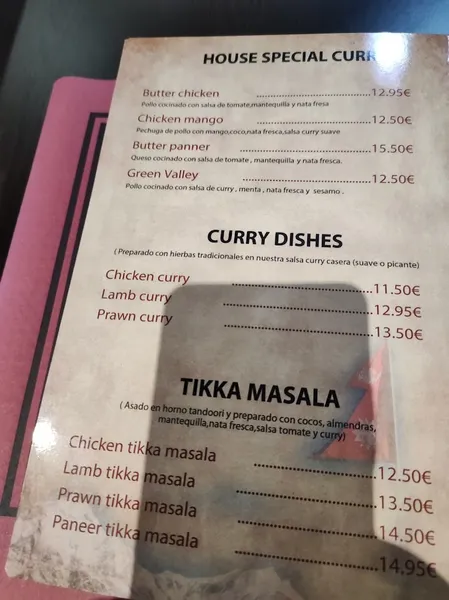 HOUSE SPECIAL CURR
Butter chicken ........................................12.95€
Pollo cocinado con salsa de tomate,mantequilla y nata fresa
Chicken mango ........................................12.50€
Pechuga de pollo con mango,coco,nata fresca,salsa curry suave
Butter panner ........................................15.50€
Queso cocinado con salsa de tomate , mantequilla y nata fresca.
Green Valley ........................................12.50€
Pollo cocinado con salsa de curry , menta , nata fresca y sesamo .
CURRY DISHES
( Preparado con hierbas tradicionales en nuestra salsa curry casera (suave o picante)
Chicken curry ........................................11.50€
Lamb curry ........................................12.95€
Prawn curry ........................................13.50€
TIKKA MASALA
( Asado en horno tandoori y preparado con cocos, almendras,
mantequilla,nata fresca,salsa tomate y curry)
Chicken tikka masala ........................................12.50€
Lamb tikka masala ........................................13.50€
Prawn tikka masala ........................................14.50€
Paneer tikka masala ........................................14.95€